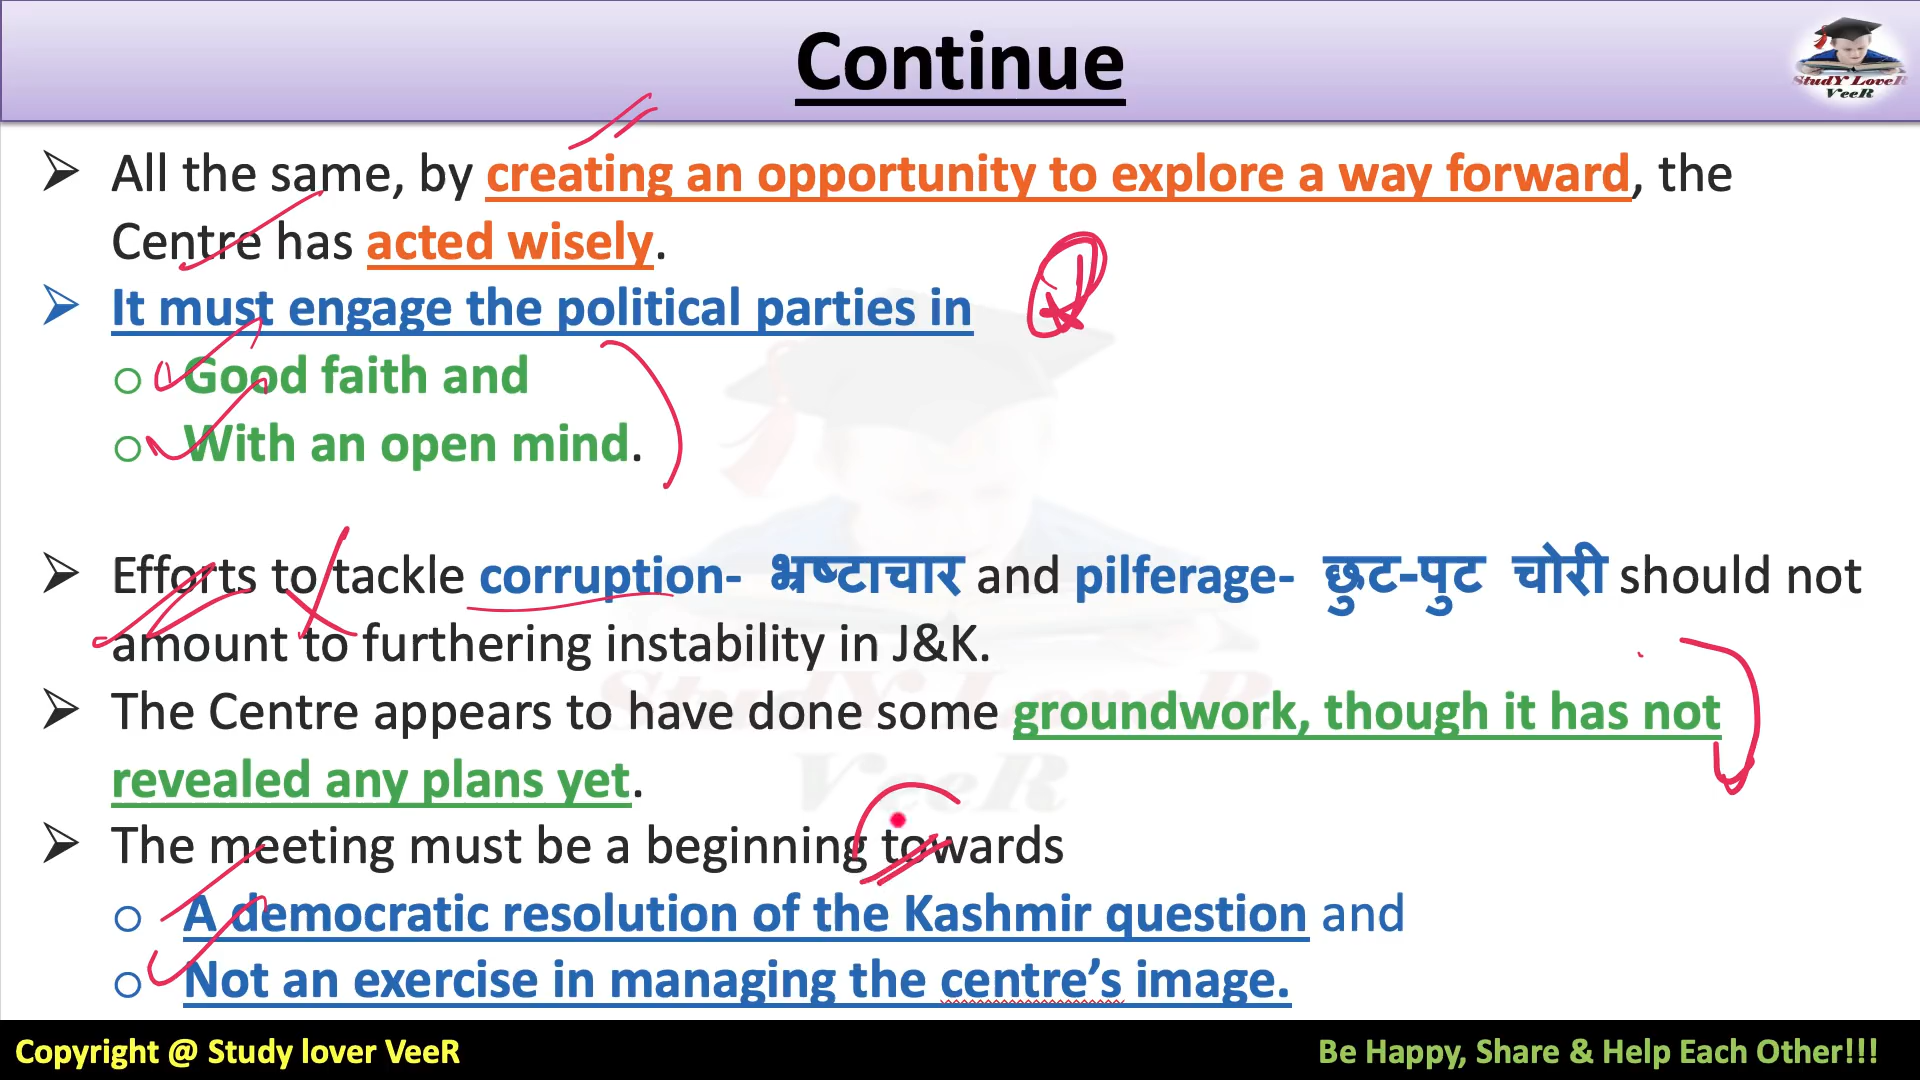 Continue
StudY LoveR
VeeR
➢ All the same, by creating an opportunity to explore a way forward, the
Centre has acted wisely.
➢ It must engage the political parties in
o Good faith and
o With an open mind.
➢ Efforts to tackle corruption- भ्रष्टाचार and pilferage- छुट-पुट चोरी should not
amount to furthering instability in J&K.
➢ The Centre appears to have done some groundwork, though it has not
revealed any plans yet.
➢ The meeting must be a beginning towards
o A democratic resolution of the Kashmir question and
o Not an exercise in managing the centre’s image.
StudY LoveR
VeeR
Copyright @ Study lover VeeR
Be Happy, Share & Help Each Other!!!